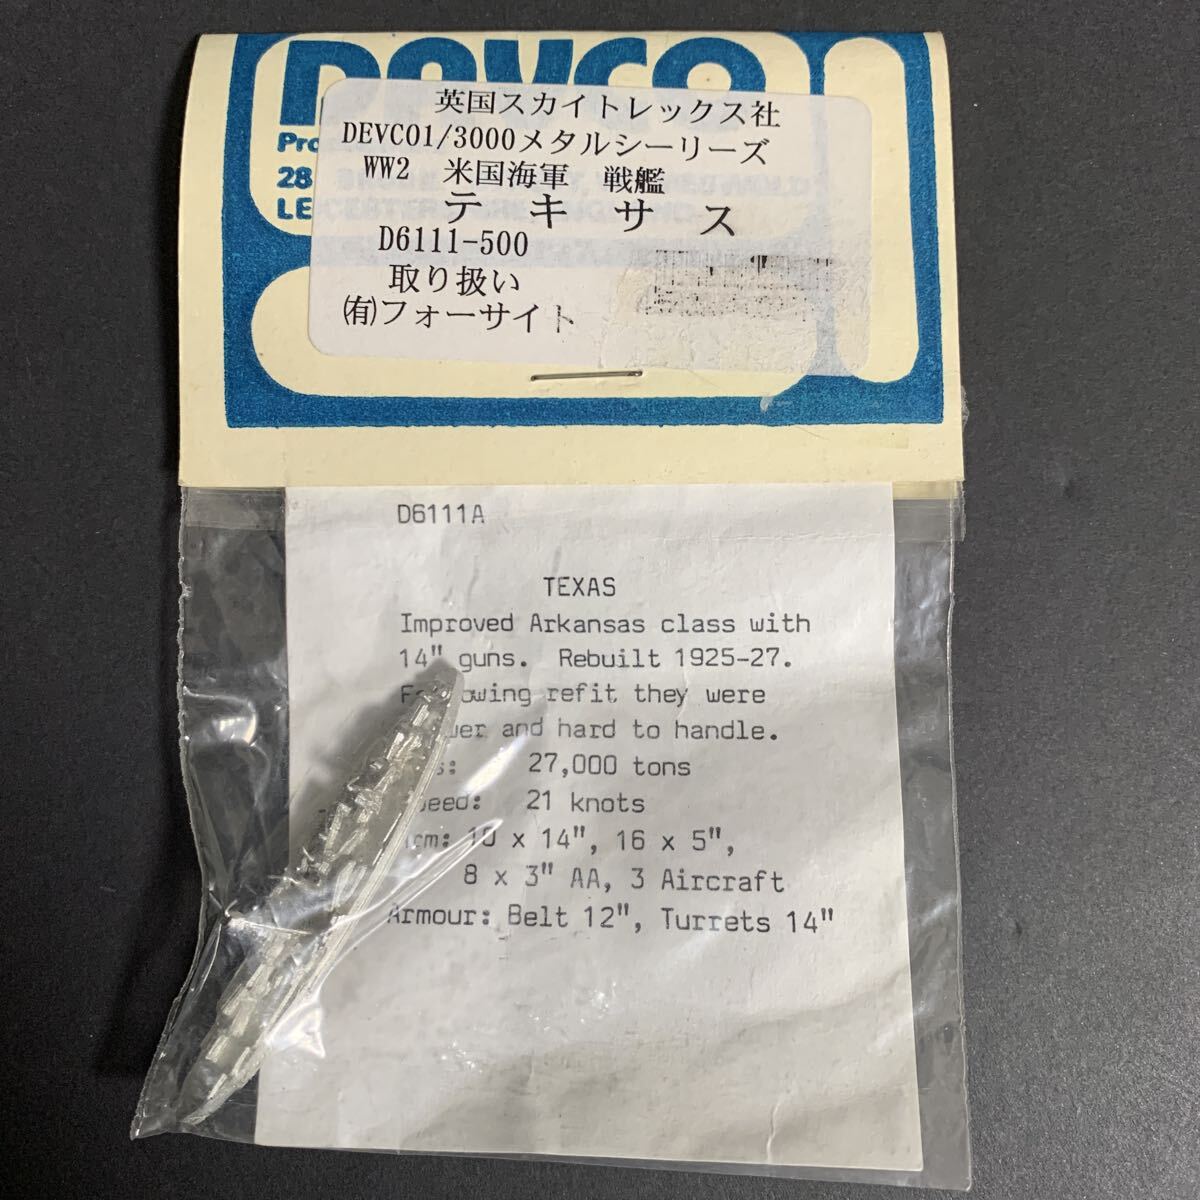 DAVCO
英国スカイトレックス社
DEVCO1/3000メタルシーリーズ
Pro
WW2 米国海軍 戦艦
28
テキサス
LE
D6111-500
取り扱い
㈲フォーサイト
D6111A
TEXAS
Improved Arkansas class with
14" guns. Rebuilt 1925-27.
refit they were
and hard to handle.
27,000 tons
21 knots
10 x 14", 16 x 5",
8 x 3" AA, 3 Aircraft
Armour: Belt 12", Turrets 14"